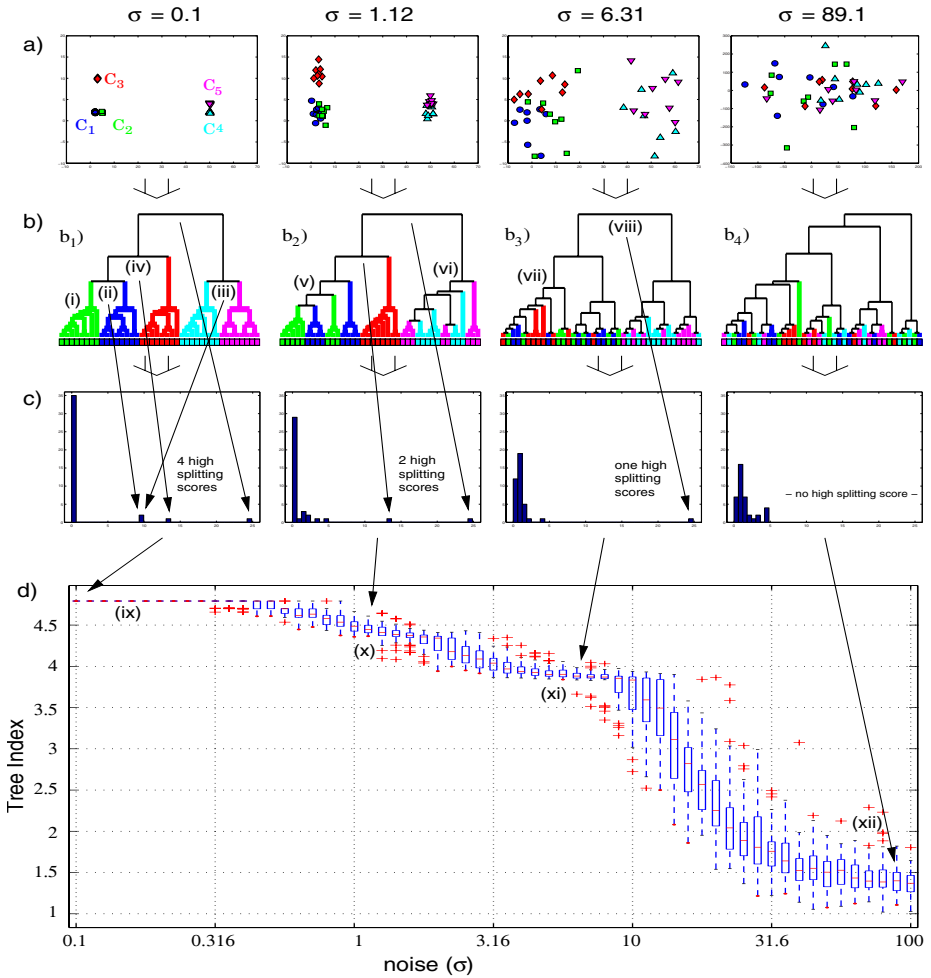 σ = 0.1 σ = 1.12 σ = 6.31 σ = 89.1
a)
C3
C5
C1 C2 C4
b)
b1) b2) b3) b4)
(i) (ii) (iv) (iii)
(v) (vi)
(vii) (viii)
c)
4 high
splitting
scores
2 high
splitting
scores
one high
splitting
scores
– no high splitting score –
d)
(ix)
(x)
(xi)
(xii)
Tree Index
4.5
4
3.5
3
2.5
2
1.5
1
0.1 0.316 1 3.16 10 31.6 100
noise (σ)